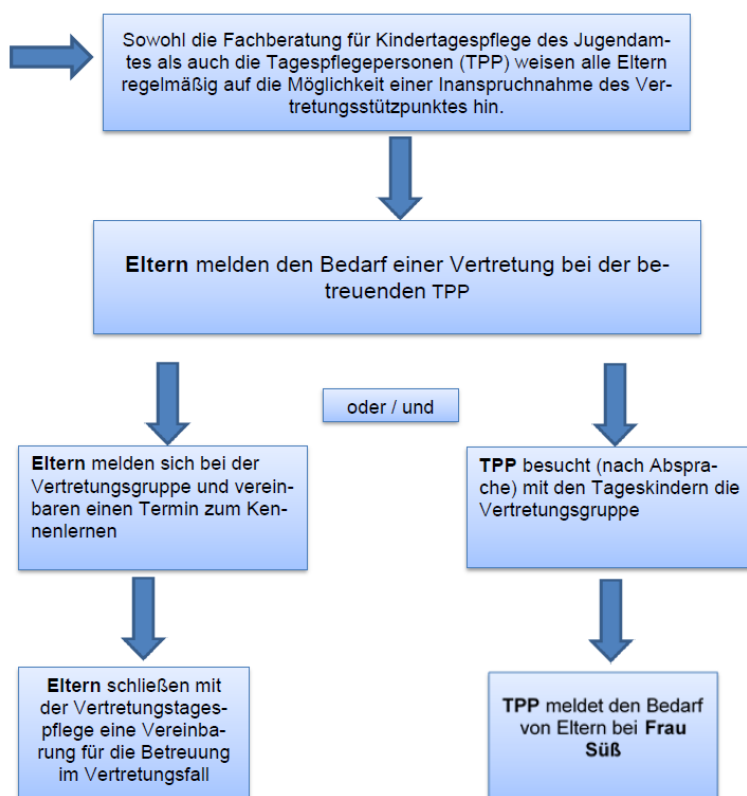 Sowohl die Fachberatung für Kindertagespflege des Jugendam-
tes als auch die Tagespflegepersonen (TPP) weisen alle Eltern
regelmäßig auf die Möglichkeit einer Inanspruchnahme des Ver-
tretungsstützpunktes hin.
Eltern melden den Bedarf einer Vertretung bei der be-
treuenden TPP
oder / und
Eltern melden sich bei der
Vertretungsgruppe und verein-
baren einen Termin zum Ken-
nenlernen
TPP besucht (nach Abspra-
che) mit den Tageskindern die
Vertretungsgruppe
Eltern schließen mit
der Vertretungstages-
pflege eine Vereinba-
rung für die Betreuung
im Vertretungsfall
TPP meldet den Bedarf
von Eltern bei Frau
Süß